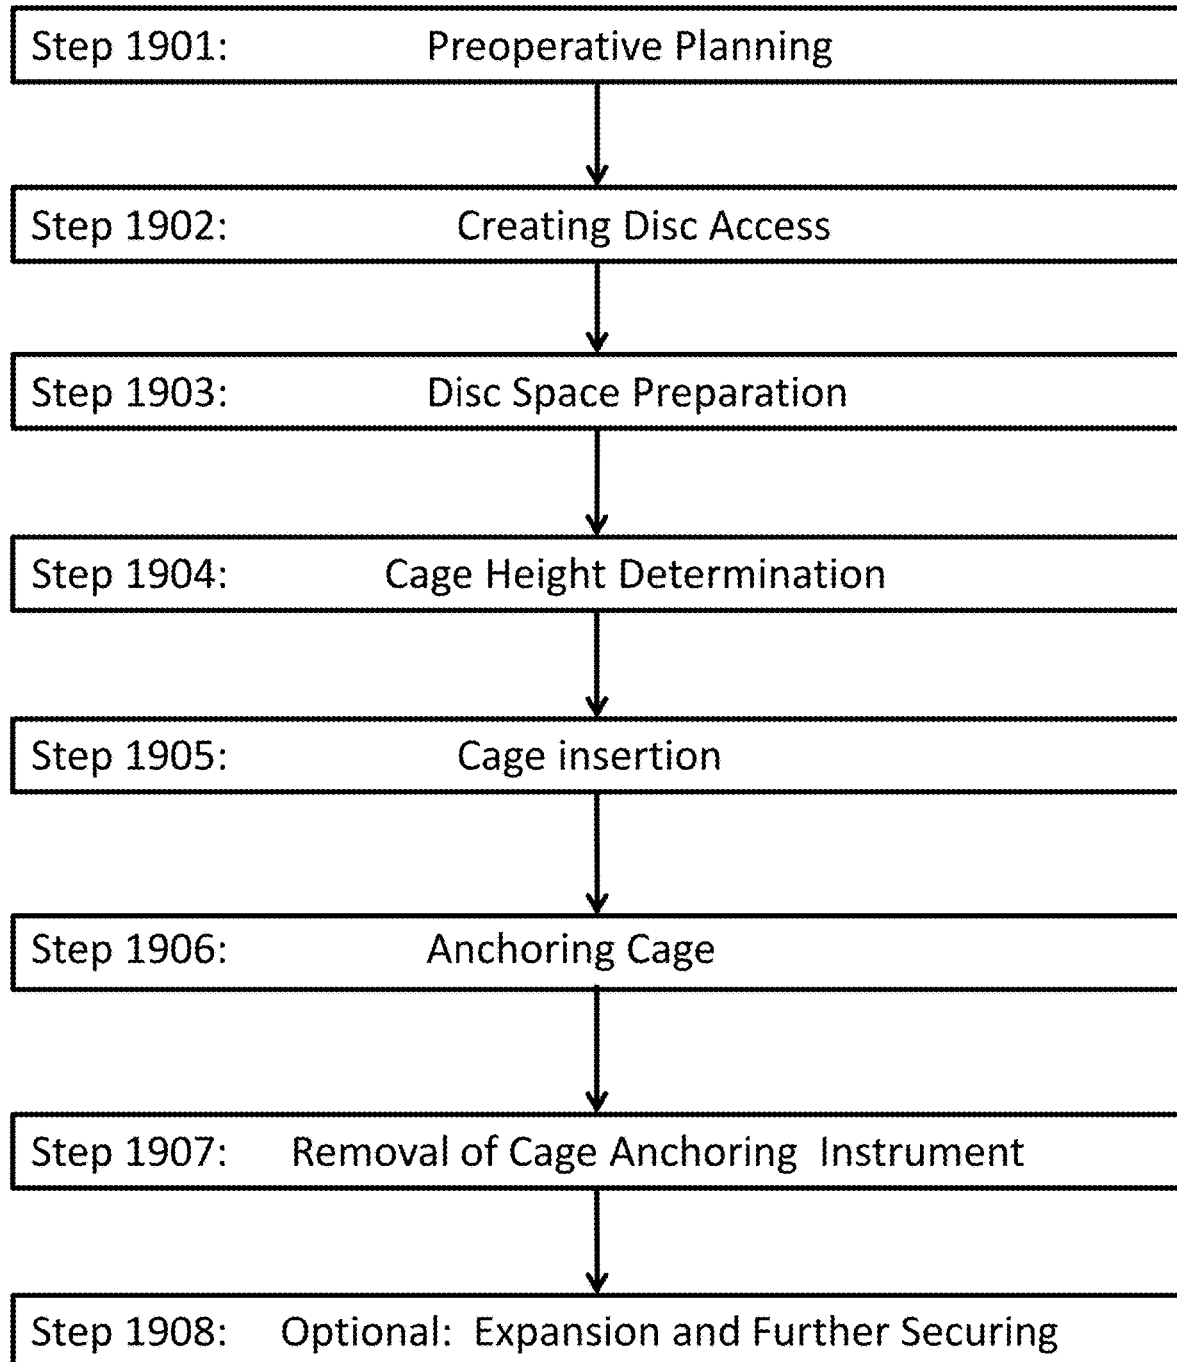 Step 1901: Preoperative Planning
Step 1902: Creating Disc Access
Step 1903: Disc Space Preparation
Step 1904: Cage Height Determination
Step 1905: Cage insertion
Step 1906: Anchoring Cage
Step 1907: Removal of Cage Anchoring Instrument
Step 1908: Optional: Expansion and Further Securing